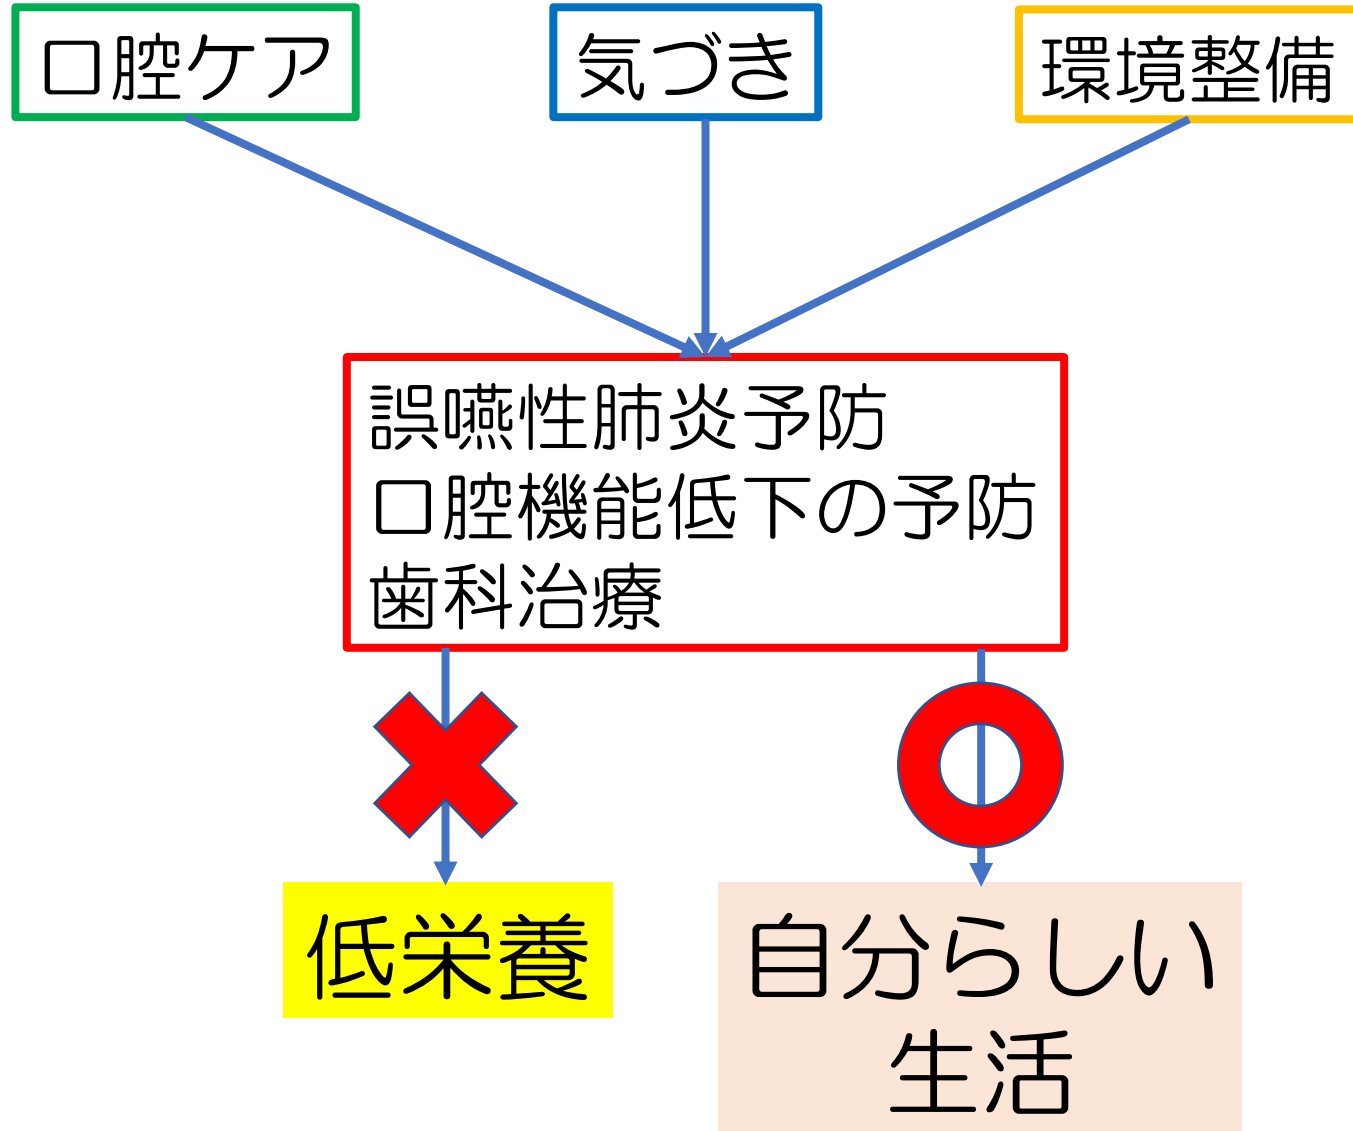 口腔ケア
気づき
環境整備
誤嚥性肺炎予防
口腔機能低下の予防
歯科治療
低栄養
自分らしい
生活